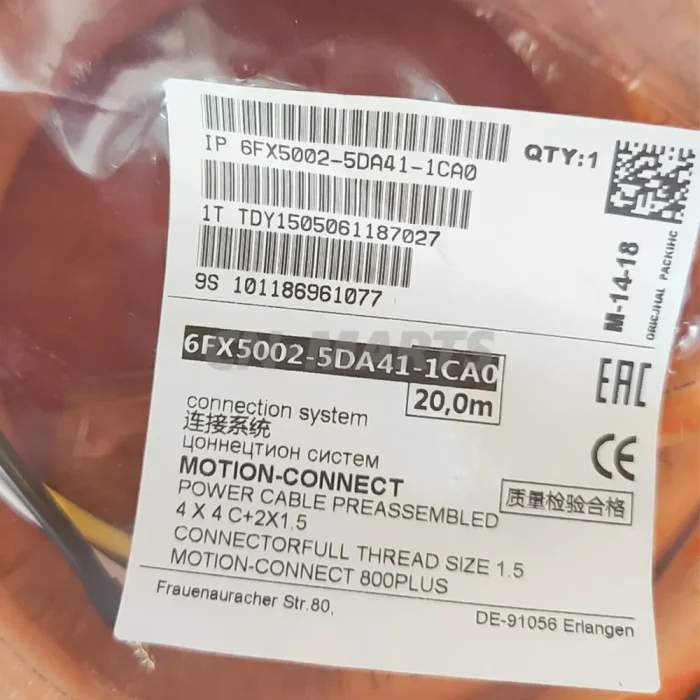 IP 6FX5002-5DA41-1CA0
QTY:1
1T TDY1505061187027
9S 101186961077
M-14-18
ORICJHAL PACKIHC
6FX5002-5DA41-1CA0
20,0m
connection system
连接系统
цоннецтион систем
MOTION-CONNECT
POWER CABLE PREASSEMBLED
4 X 4 C+2X1.5
CONNECTORFULL THREAD SIZE 1.5
MOTION-CONNECT 800PLUS
EAC
CE
质量检验合格
Frauenauracher Str.80,
DE-91056 Erlangen